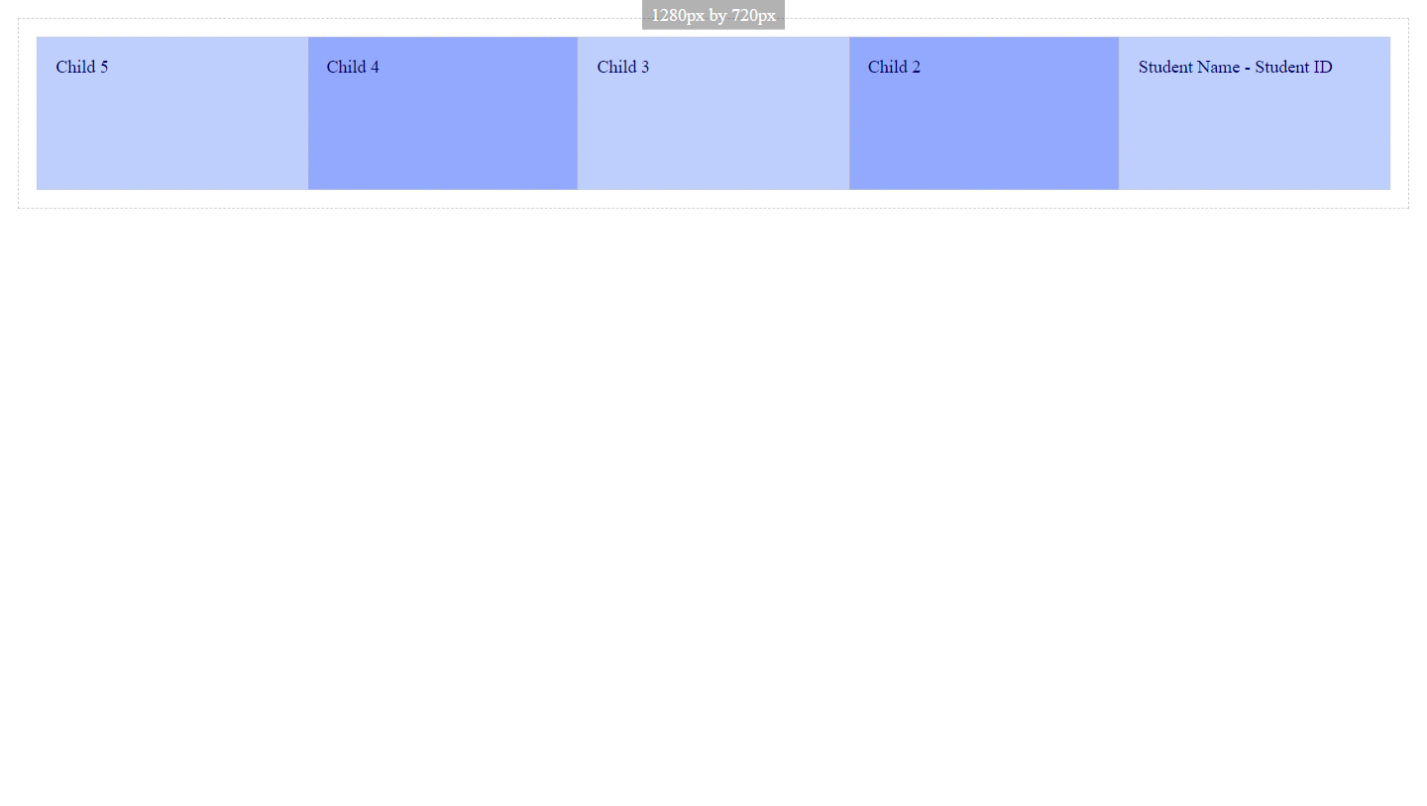 1280px by 720px
Child 5
Child 4
Child 3
Child 2
Student Name - Student ID